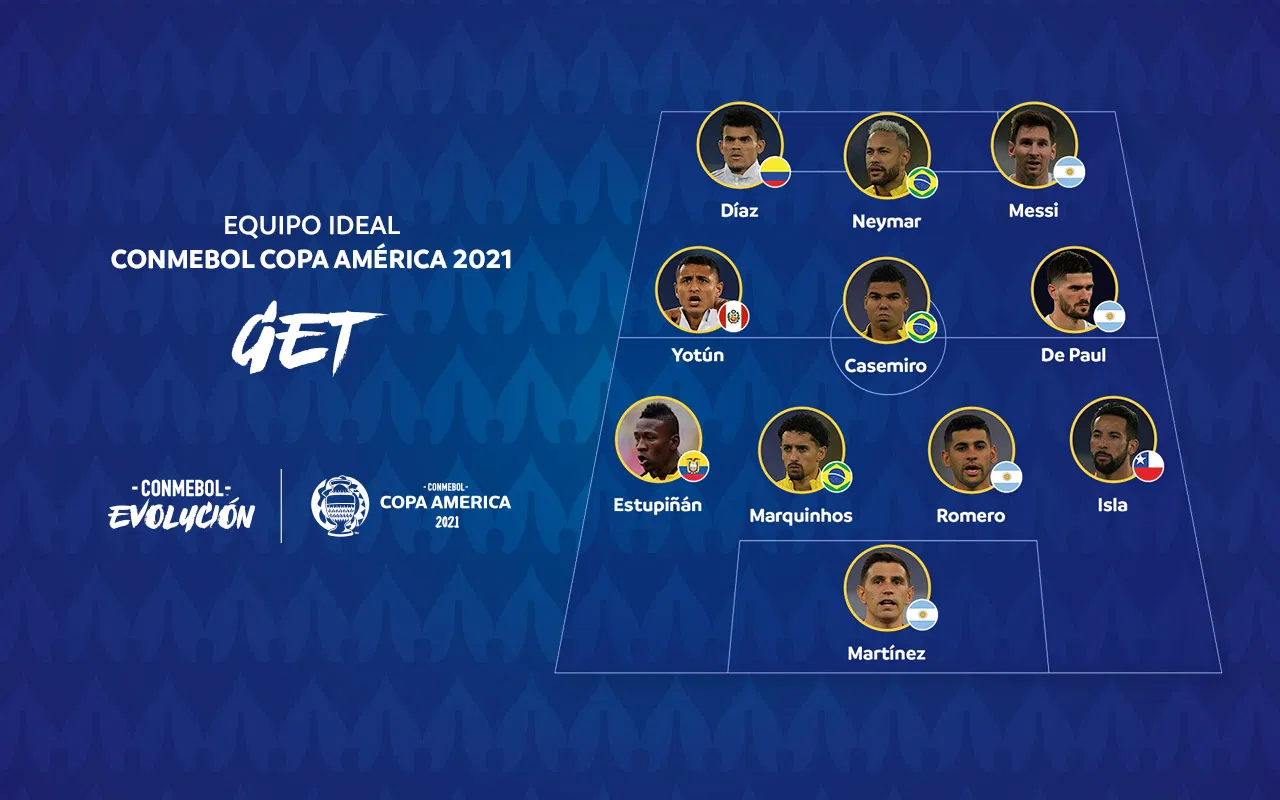 EQUIPO IDEAL
CONMEBOL COPA AMÉRICA 2021
GET
-CONMEBOL-
EVOLUCIÓN
-CONMEBOL-
COPA AMERICA
2021
Díaz
Neymar
Messi
Yotún
Casemiro
De Paul
Estupiñán
Marquinhos
Romero
Isla
Martínez